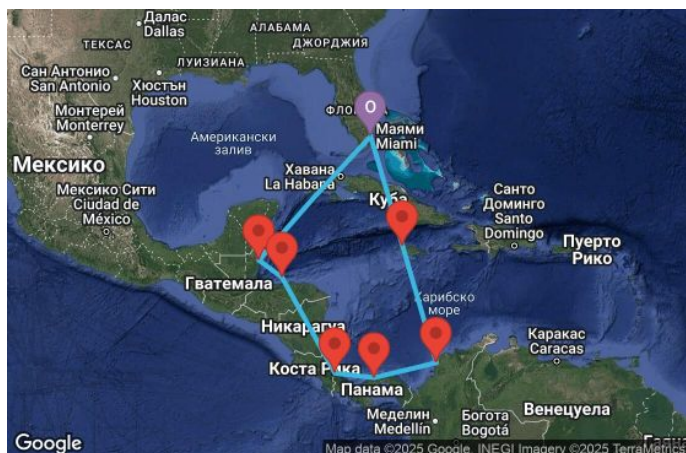 Далас
Dallas
АЛАБАМА
ТЕКСАС
ДЖОРДЖИЯ
ЛУИЗИАНА
Сан Антонио
San Antonio
Хюстън
Houston
ФЛО
O
Монтерей
Monterrey
Американски
залив
Маями
Miami
Мексико
Хавана
La Habana
Мексико Сити
Ciudad de
México
Куба
Санто
Доминго
Santo
Domingo
Пуерто
Рико
Гватемала
Карибско
море
Никарагуа
Каракас
Caracas
Коста Рика
Панама
Меделин
Medellín
Богота
Bogotá
Венецуела
Google
Map data ©2025 Google, INEGI Imagery ©2025 TerraMetrics